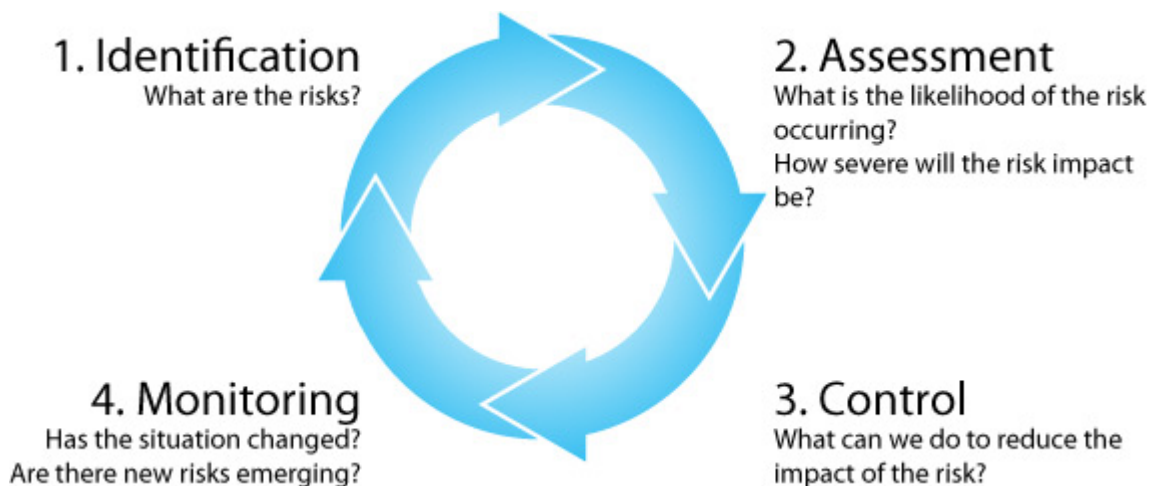 1. Identification
What are the risks?
2. Assessment
What is the likelihood of the risk
occurring?
How severe will the risk impact
be?
3. Control
What can we do to reduce the
impact of the risk?
4. Monitoring
Has the situation changed?
Are there new risks emerging?